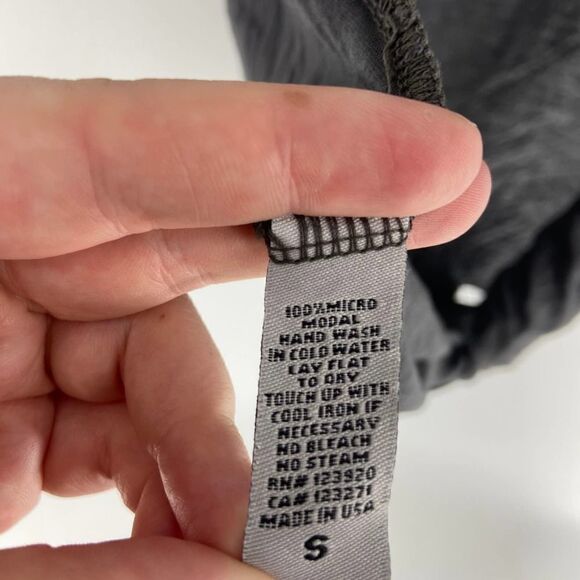 100% MICRO
MODAL
HAND WASH
IN COLD WATER
LAY FLAT
TO DRY
TOUCH UP WITH
COOL IRON IF
NECESSARY
NO BLEACH
NO STEAM
RN# 123920
CA# 123271
MADE IN USA
S